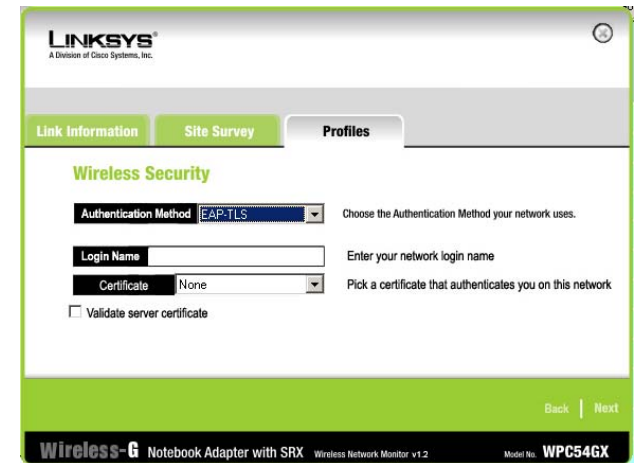 LINKSYS®
A Division of Cisco Systems, Inc.
Link Information
Site Survey
Profiles
Wireless Security
Authentication Method EAP-TLS Choose the Authentication Method your network uses.
Login Name Enter your network login name
Certificate None Pick a certificate that authenticates you on this network
Validate server certificate
Back | Next
Wireless-G Notebook Adapter with SRX Wireless Network Monitor v1.2 Model No. WPC54GX